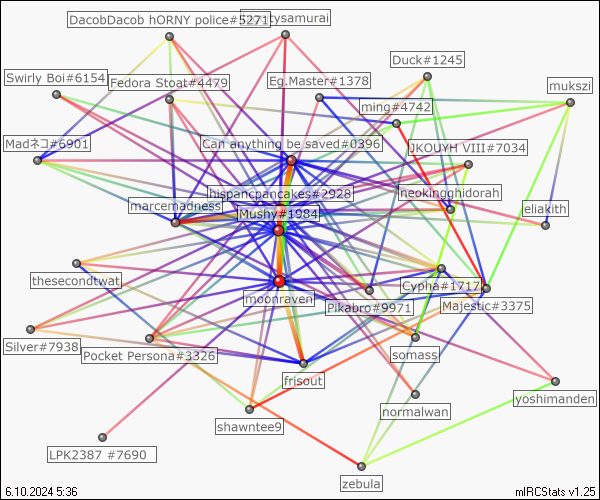 DacobDacob hORNY police#5271
tysamurai
Duck#1245
Swirly Boi#6154
Fedora Stoat#4479
Eg.Master#1378
mukszi
ming#4742
Madネコ#6901
Can anything be saved#0396
JKOUYH VIII#7034
hispancpancakes#2928
neokingghidorah
marcemadness
Mushy#1984
eliakith
thesecondtwat
moonraven
Cypha#1717
Pikabro#9971
Majestic#3375
Silver#7938
Pocket Persona#3326
somass
frisout
normalwan
yoshimanden
shawntee9
LPK2387 #7690
zebula
6.10.2024 5:36
mIRCStats v1.25